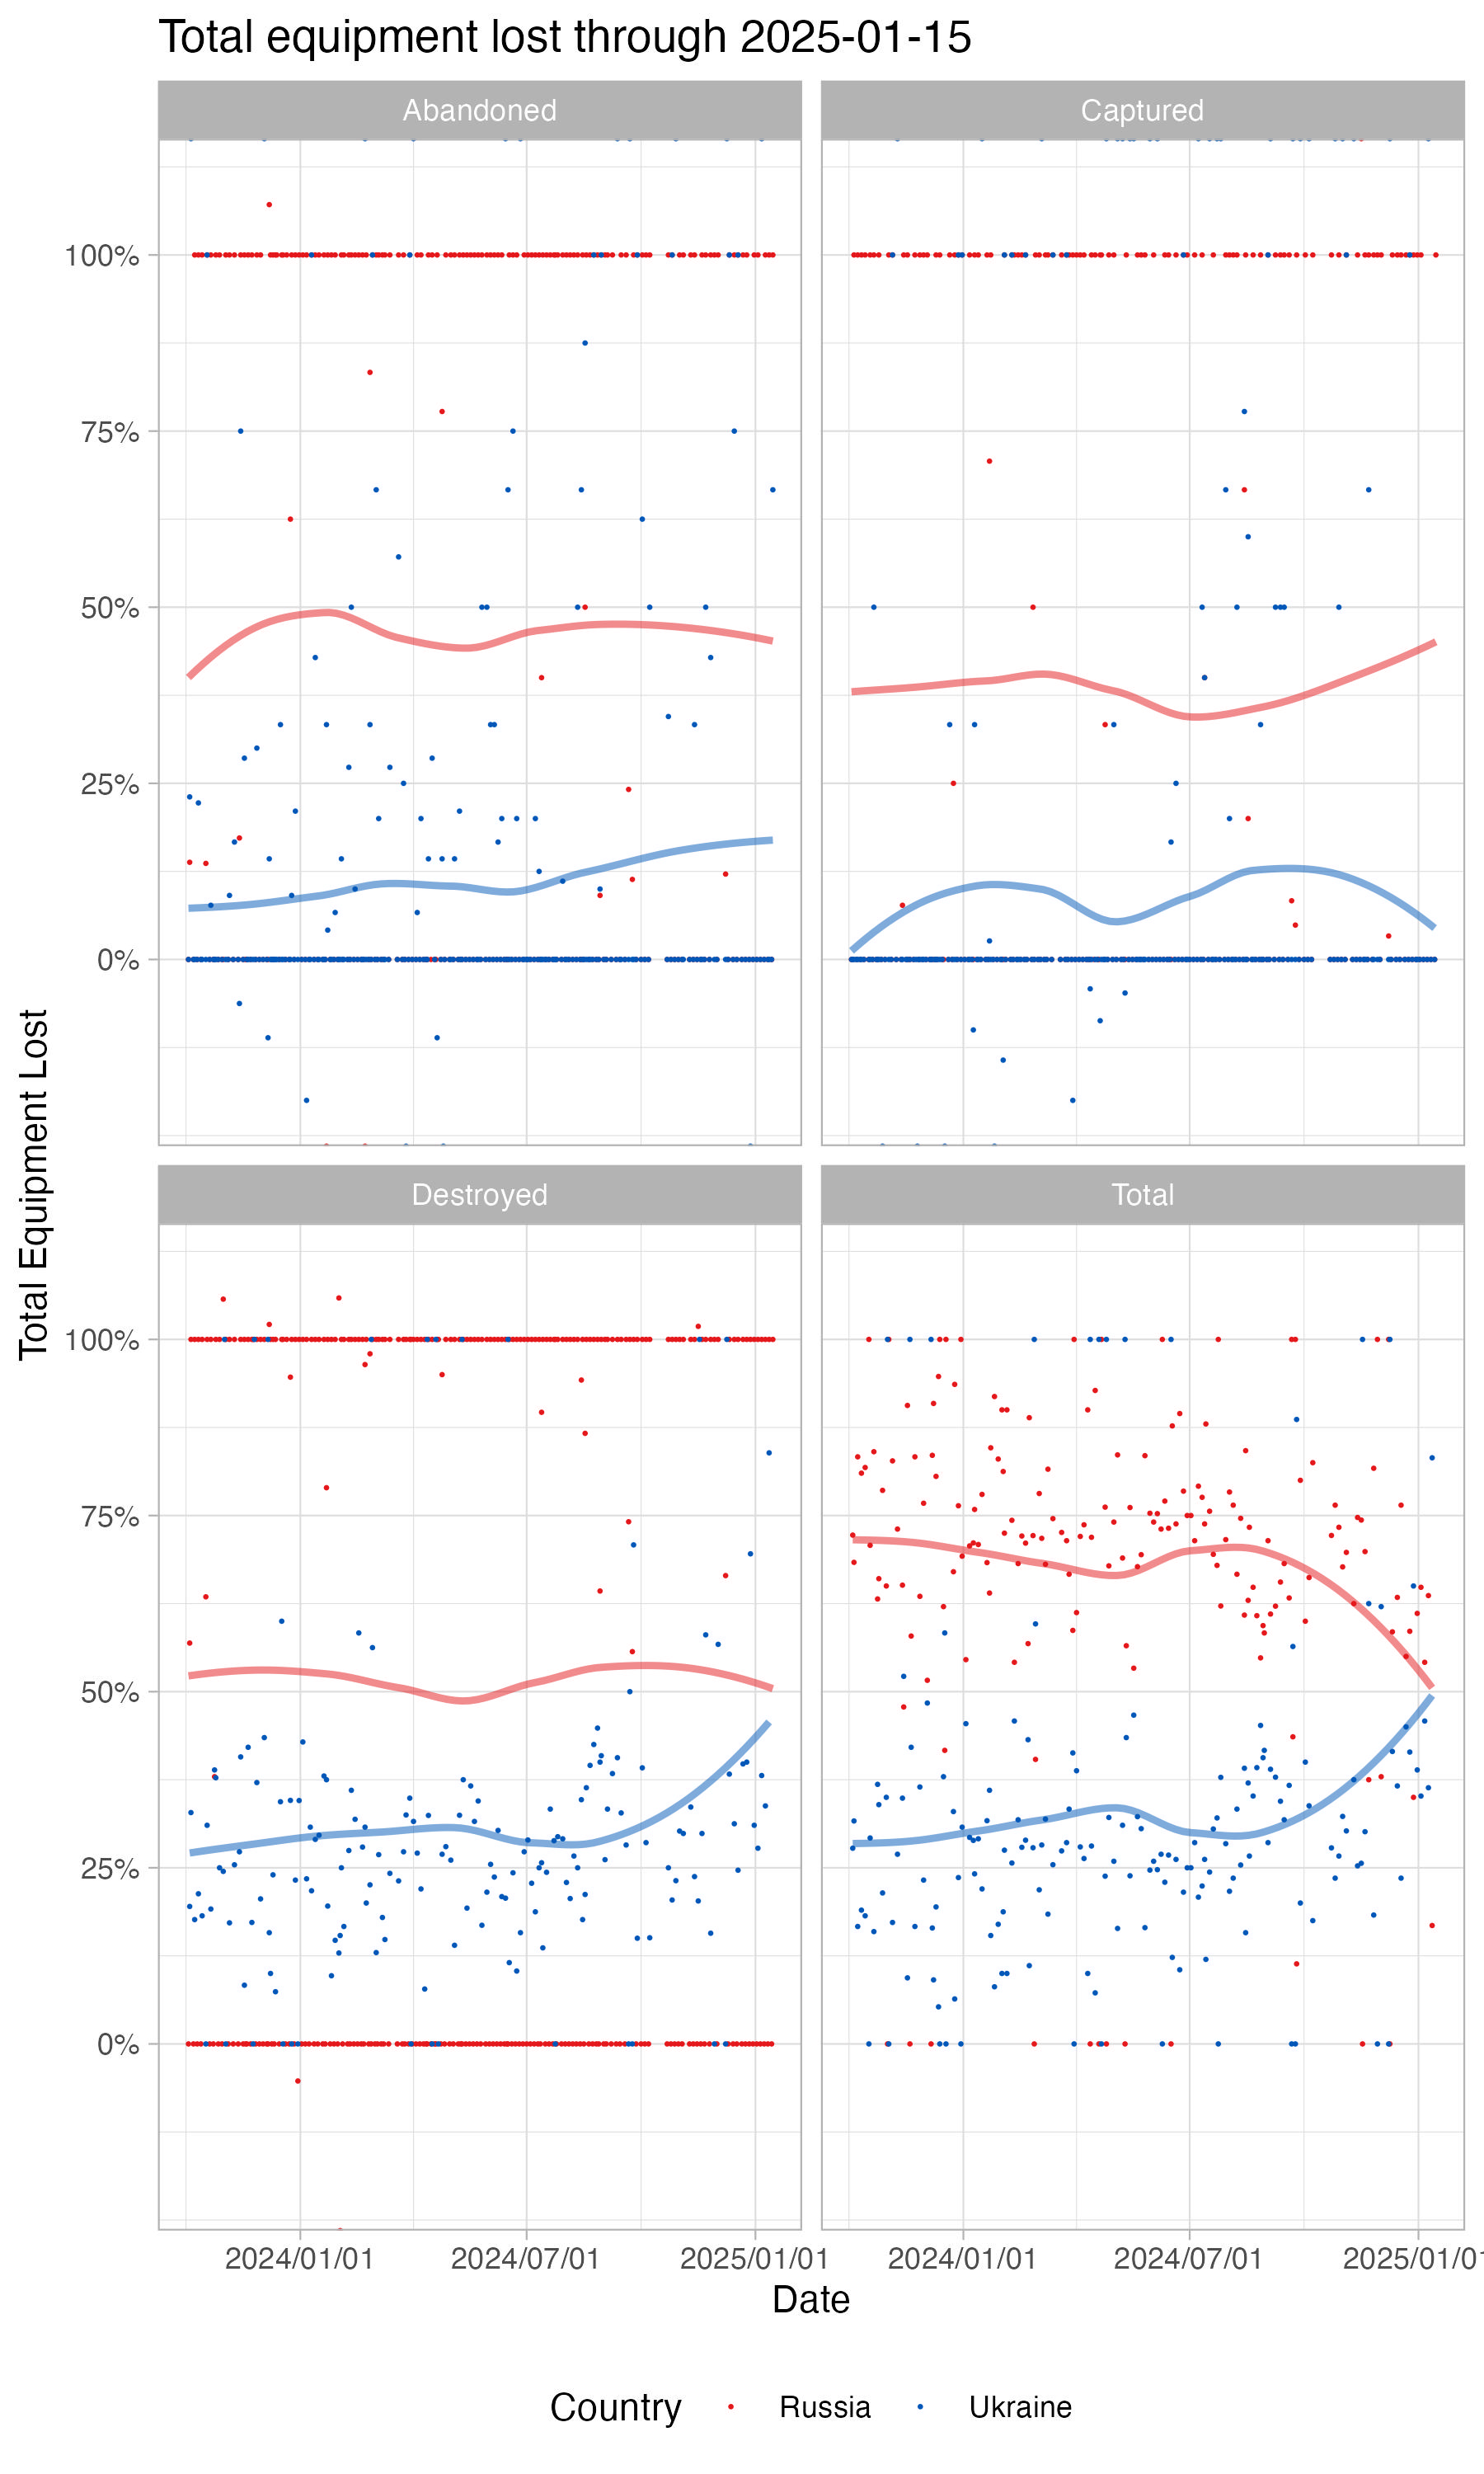 Total equipment lost through 2025-01-15
Abandoned
Captured
100%
75%
50%
25%
0%
Destroyed
Total
100%
75%
50%
25%
0%
Total Equipment Lost
2024/01/01
2024/07/01
2025/01/01
2024/01/01
2024/07/01
2025/01/01
Date
Country
Russia
Ukraine